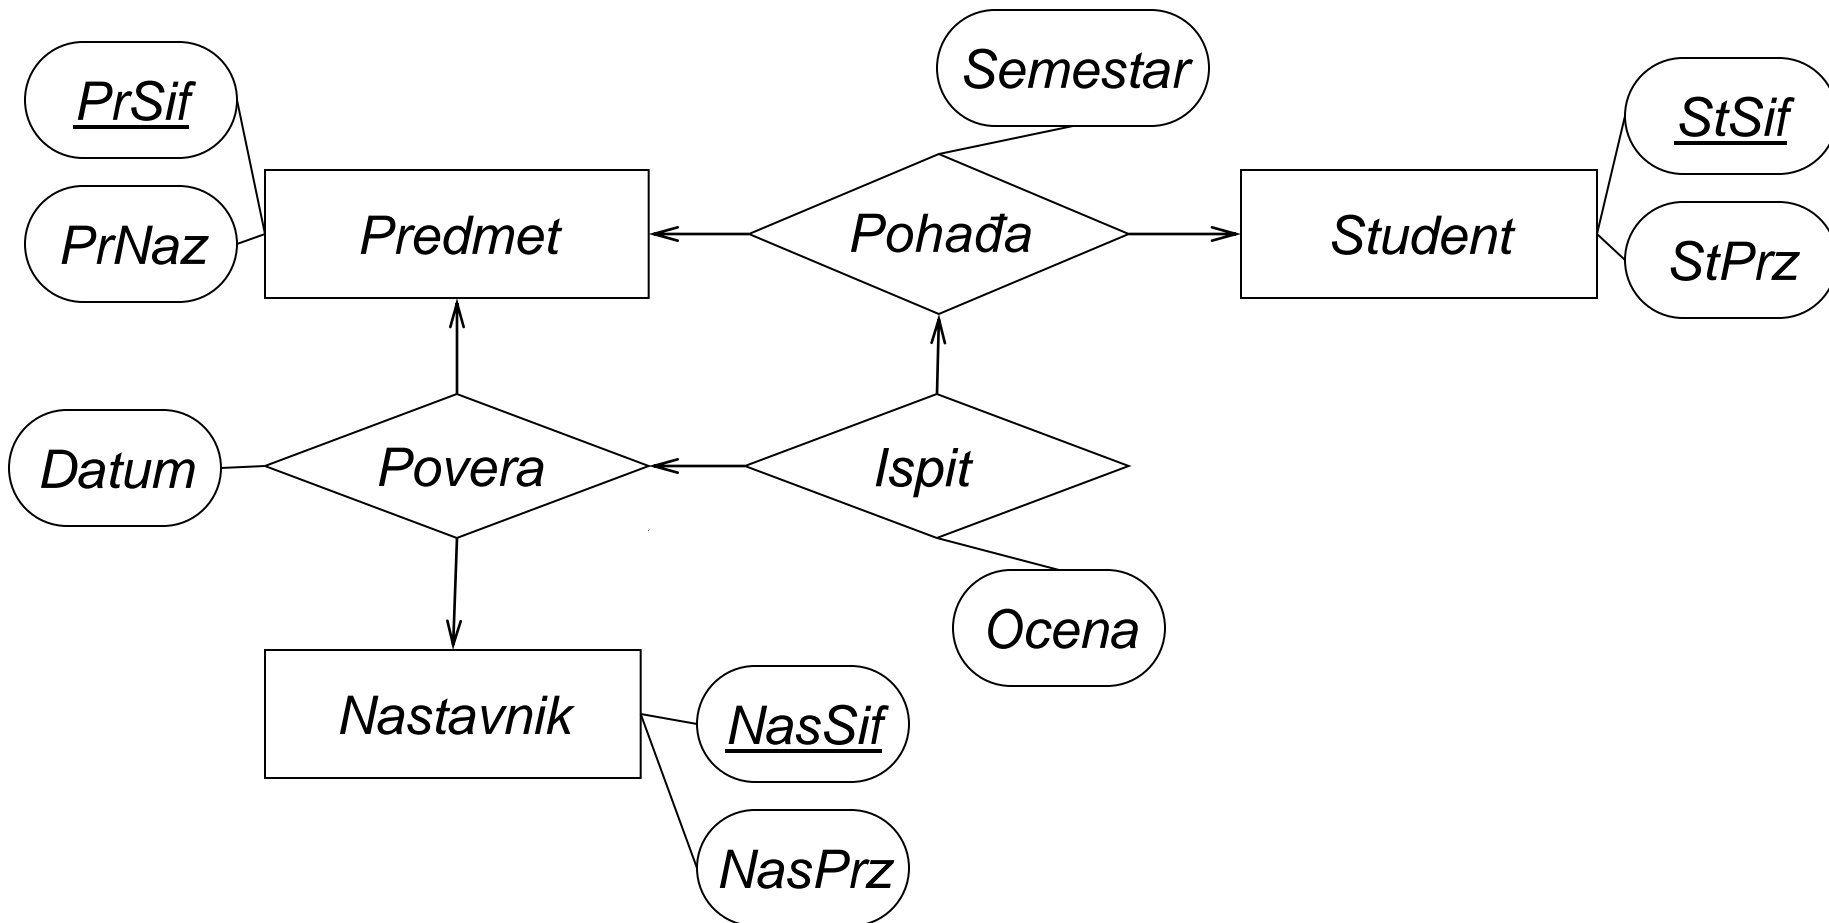 Semestar
PrSif
StSif
PrNaz
Predmet
Pohađa
Student
StPrz
Datum
Povera
Ispit
Ocena
Nastavnik
NasSif
NasPrz